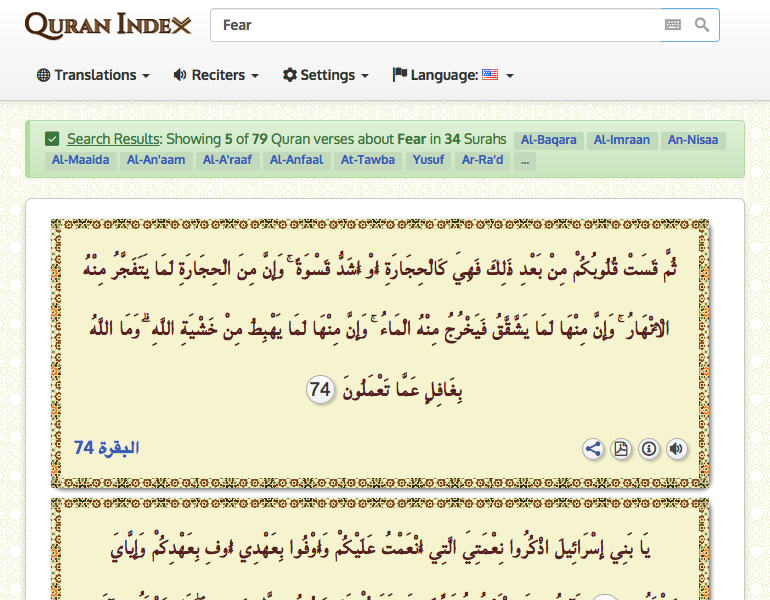 Quran Index
Fear
Translations Reciters Settings Language:
Search Results: Showing 5 of 79 Quran verses about Fear in 34 Surahs Al-Baqara Al-Imraan An-Nisaa
Al-Maaida Al-An'aam Al-A'raaf Al-Anfaal At-Tawba Yusuf Ar-Ra'd ...
ثُمَّ قَسَتْ قُلُوبُكُمْ مِنْ بَعْدِ ذَٰلِكَ فَهِيَ كَالْحِجَارَةِ أَوْ أَشَدُّ قَسْوَةً ۚ وَإِنَّ مِنَ الْحِجَارَةِ لَمَا يَتَفَجَّرُ مِنْهُ
الْأَنْهَارُ ۚ وَإِنَّ مِنْهَا لَمَا يَشَّقَّقُ فَيَخْرُجُ مِنْهُ الْمَاءُ ۚ وَإِنَّ مِنْهَا لَمَا يَهْبِطُ مِنْ خَشْيَةِ اللَّهِ ۗ وَمَا اللَّهُ
بِغَافِلٍ عَمَّا تَعْمَلُونَ 74
البقرة 74
يَا بَنِي إِسْرَائِيلَ اذْكُرُوا نِعْمَتِيَ الَّتِي أَنْعَمْتُ عَلَيْكُمْ وَأَوْفُوا بِعَهْدِي أُوفِ بِعَهْدِكُمْ وَإِيَّايَ